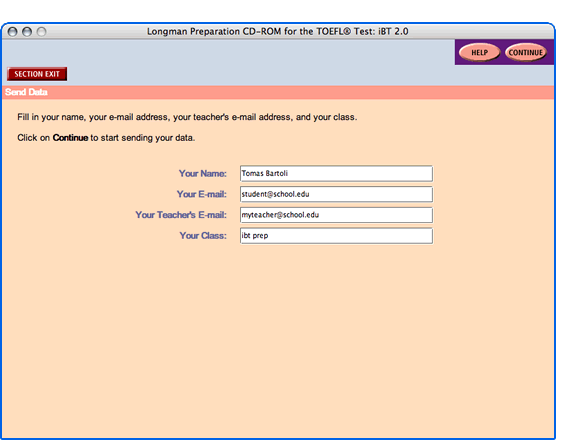 Longman Preparation CD-ROM for the TOEFL® Test: iBT 2.0
HELP CONTINUE
SECTION EXIT
Send Data
Fill in your name, your e-mail address, your teacher's e-mail address, and your class.
Click on Continue to start sending your data.
Your Name: Tomas Bartoli
Your E-mail: student@school.edu
Your Teacher's E-mail: myteacher@school.edu
Your Class: ibt prep